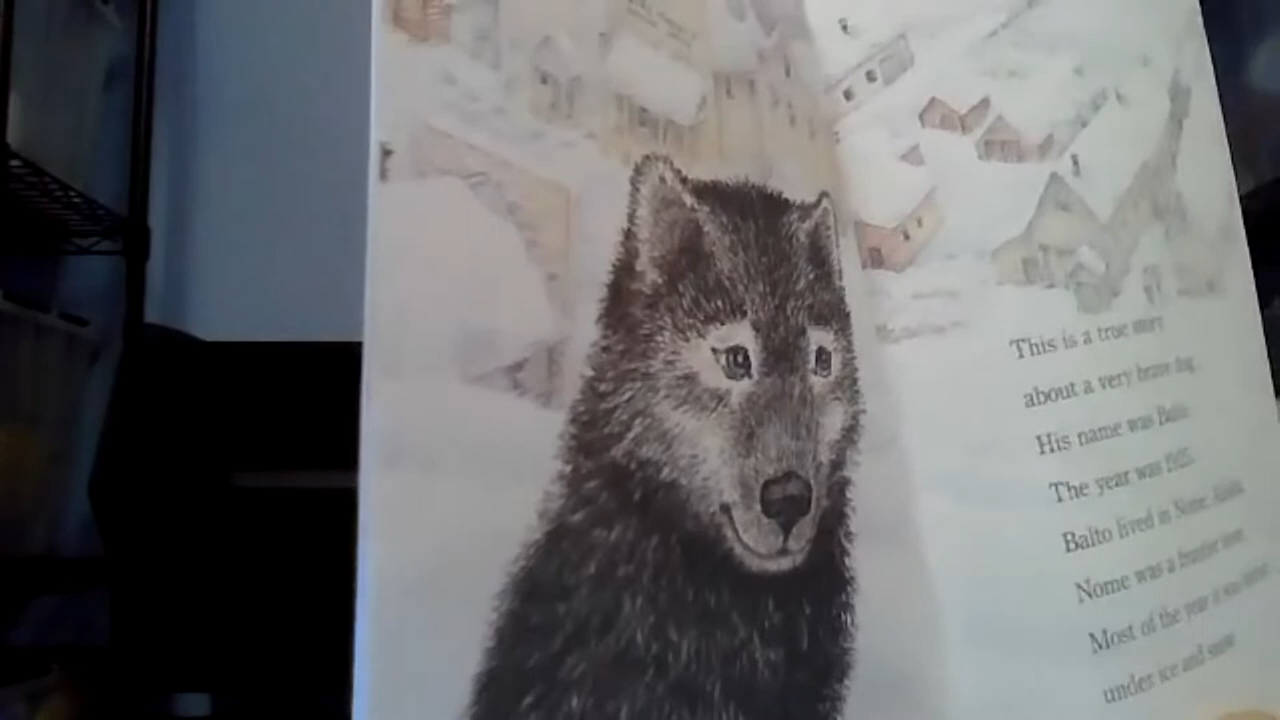 This is a true story
about a very brave dog.
His name was Balto.
The year was 1925.
Balto lived in Nome, Alaska.
Nome was a frontier town.
Most of the year it was buried
under ice and snow